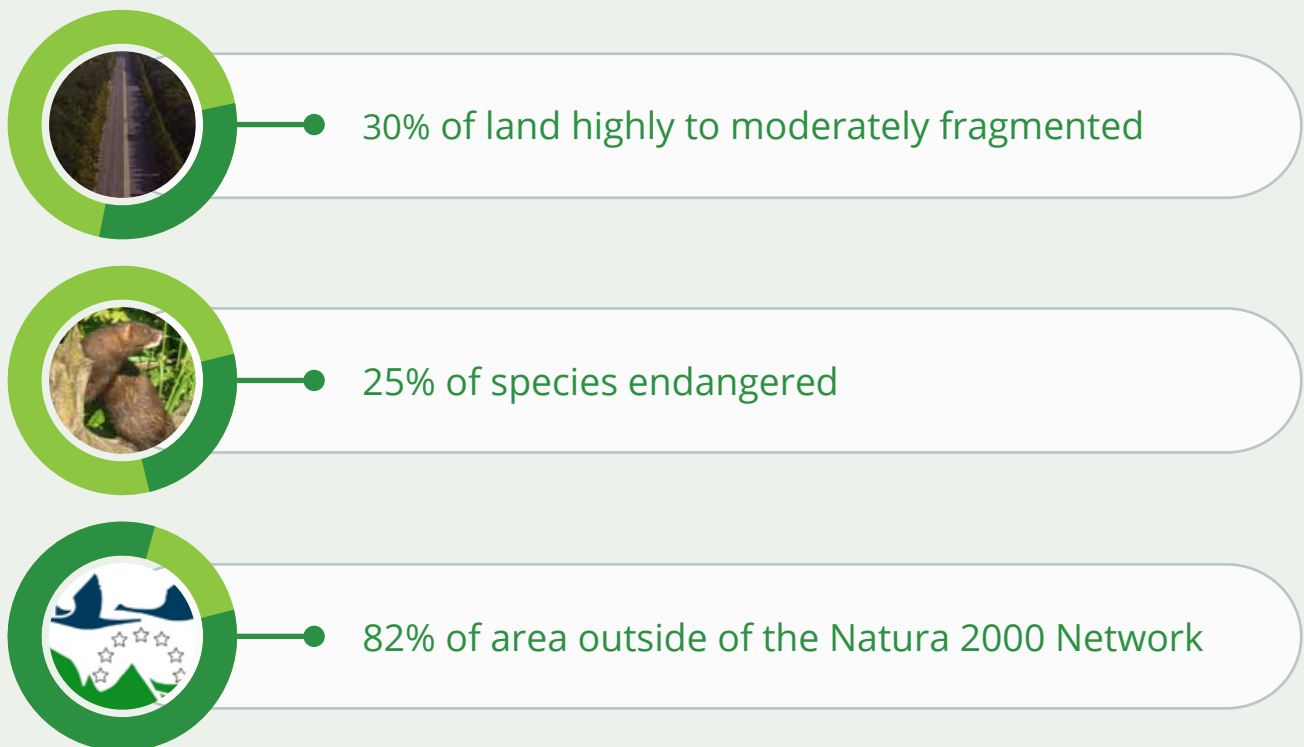 30% of land highly to moderately fragmented
25% of species endangered
82% of area outside of the Natura 2000 Network